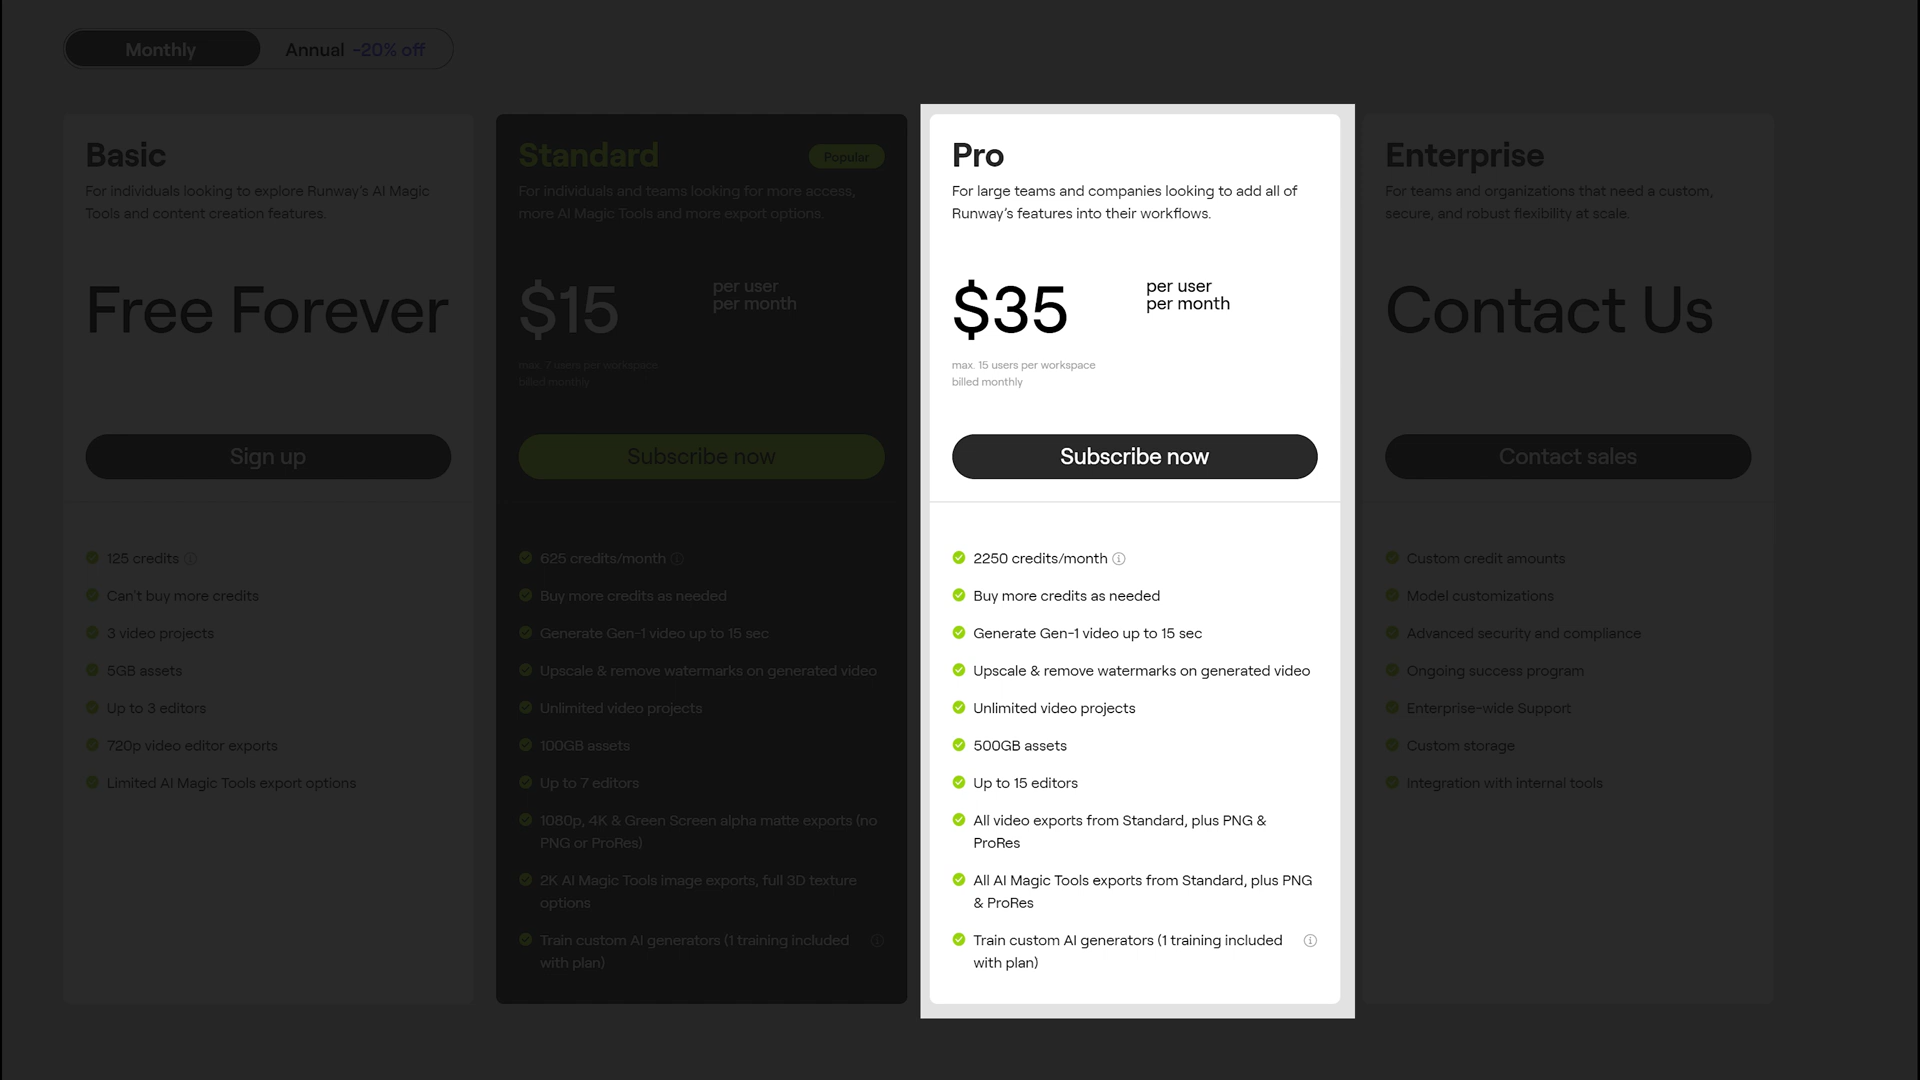 Monthly
Annual -20% off
Basic
For individuals looking to explore Runway's AI Magic
Tools and content creation features.
Free Forever
Sign up
125 credits
Can't buy more credits
3 video projects
5GB assets
Up to 3 editors
720p video editor exports
Limited AI Magic Tools export options
Standard
Popular
For individuals and teams looking for more access,
more AI Magic Tools and more export options.
$15
per user
per month
max. 7 users per workspace
billed monthly
Subscribe now
625 credits/month
Buy more credits as needed
Generate Gen-1 video up to 15 sec
Upscale & remove watermarks on generated video
Unlimited video projects
100GB assets
Up to 7 editors
1080p, 4K & Green Screen alpha matte exports (no
PNG or ProRes)
2K AI Magic Tools image exports, full 3D texture
options
Train custom AI generators (1 training included
with plan)
Pro
For large teams and companies looking to add all of
Runway's features into their workflows.
$35
per user
per month
max. 15 users per workspace
billed monthly
Subscribe now
2250 credits/month
Buy more credits as needed
Generate Gen-1 video up to 15 sec
Upscale & remove watermarks on generated video
Unlimited video projects
500GB assets
Up to 15 editors
All video exports from Standard, plus PNG &
ProRes
All AI Magic Tools exports from Standard, plus PNG
& ProRes
Train custom AI generators (1 training included
with plan)
Enterprise
For teams and organizations that need a custom,
secure, and robust flexibility at scale.
Contact Us
Contact sales
Custom credit amounts
Model customizations
Advanced security and compliance
Ongoing success program
Enterprise-wide Support
Custom storage
Integration with internal tools